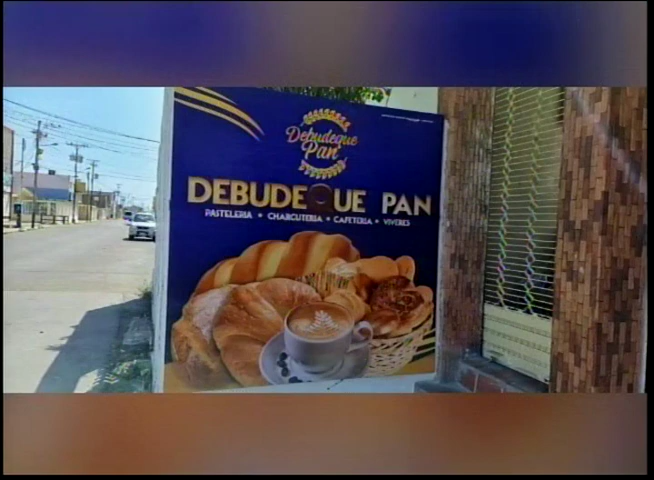 Debudeque
Pan
DEBUDEQUE PAN
PASTELERIA • CHARCUTERIA • CAFETERIA • VIVERES